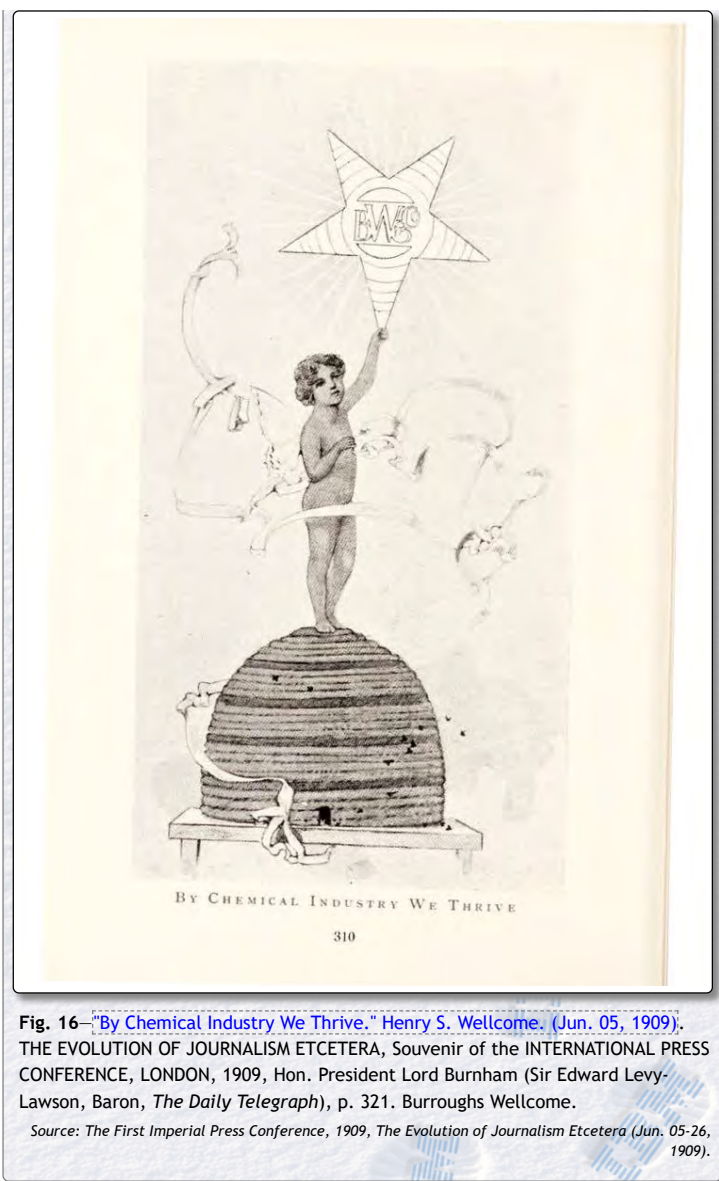 B.W. & Co
BY CHEMICAL INDUSTRY WE THRIVE
310
Fig. 16—"By Chemical Industry We Thrive." Henry S. Wellcome. (Jun. 05, 1909).
THE EVOLUTION OF JOURNALISM ETCETERA, Souvenir of the INTERNATIONAL PRESS
CONFERENCE, LONDON, 1909, Hon. President Lord Burnham (Sir Edward Levy-
Lawson, Baron, The Daily Telegraph), p. 321. Burroughs Wellcome.
Source: The First Imperial Press Conference, 1909, The Evolution of Journalism Etcetera (Jun. 05-26,
1909).
IBM